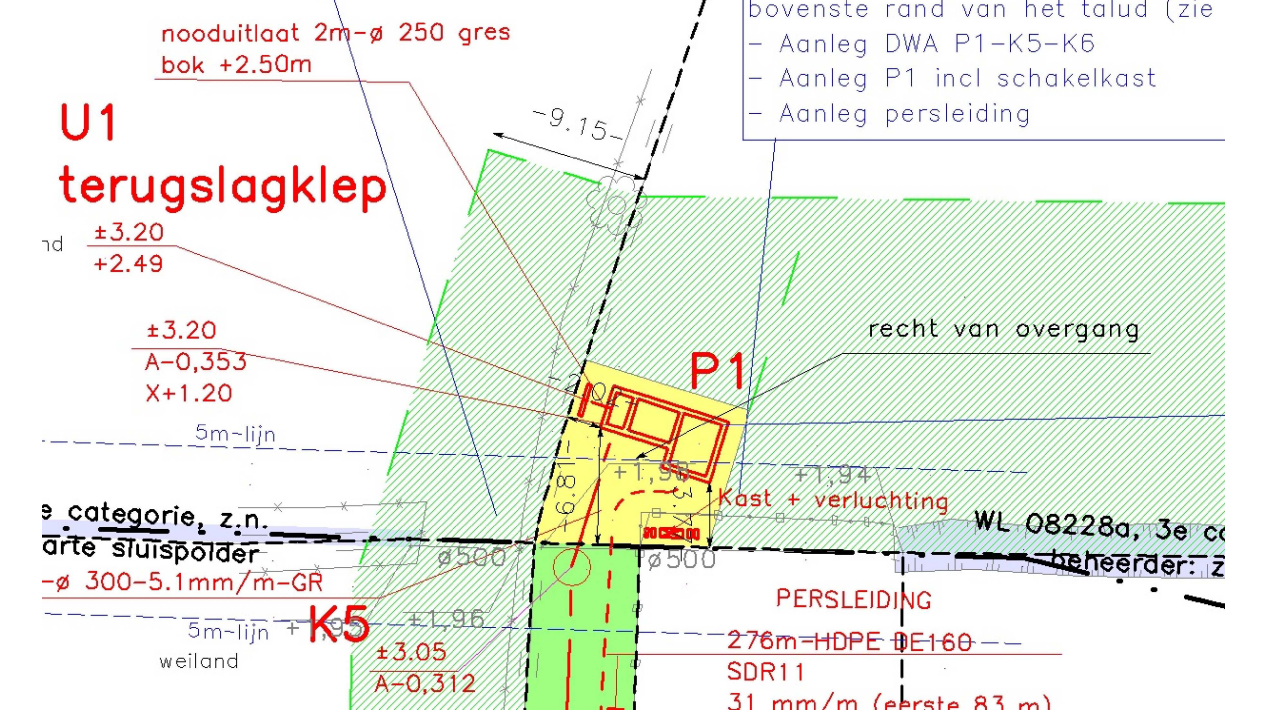 nooduitlaat 2m-ø 250 gres
bok +2.50m
bovenste rand van het talud (zie
- Aanleg DWA P1-K5-K6
- Aanleg P1 incl schakelkast
- Aanleg persleiding
-9.15-
U1
terugslagklep
±3.20
+2.49
nd
±3.20
A-0,353
X+1.20
P1
recht van overgang
5m-lijn
-6.81-
+1,98
+1,94
Kast + verluchting
e categorie, z.n.
arte sluispolder
WL 08228a, 3e co
beheerder: z
ø500
ø500
-ø 300-5.1mm/m-GR
K5
+1,95
+1,96
5m-lijn
weiland
±3.05
A-0,312
PERSLEIDING
276m-HDPE DE160
SDR11
31 mm/m (eerste 83 m)